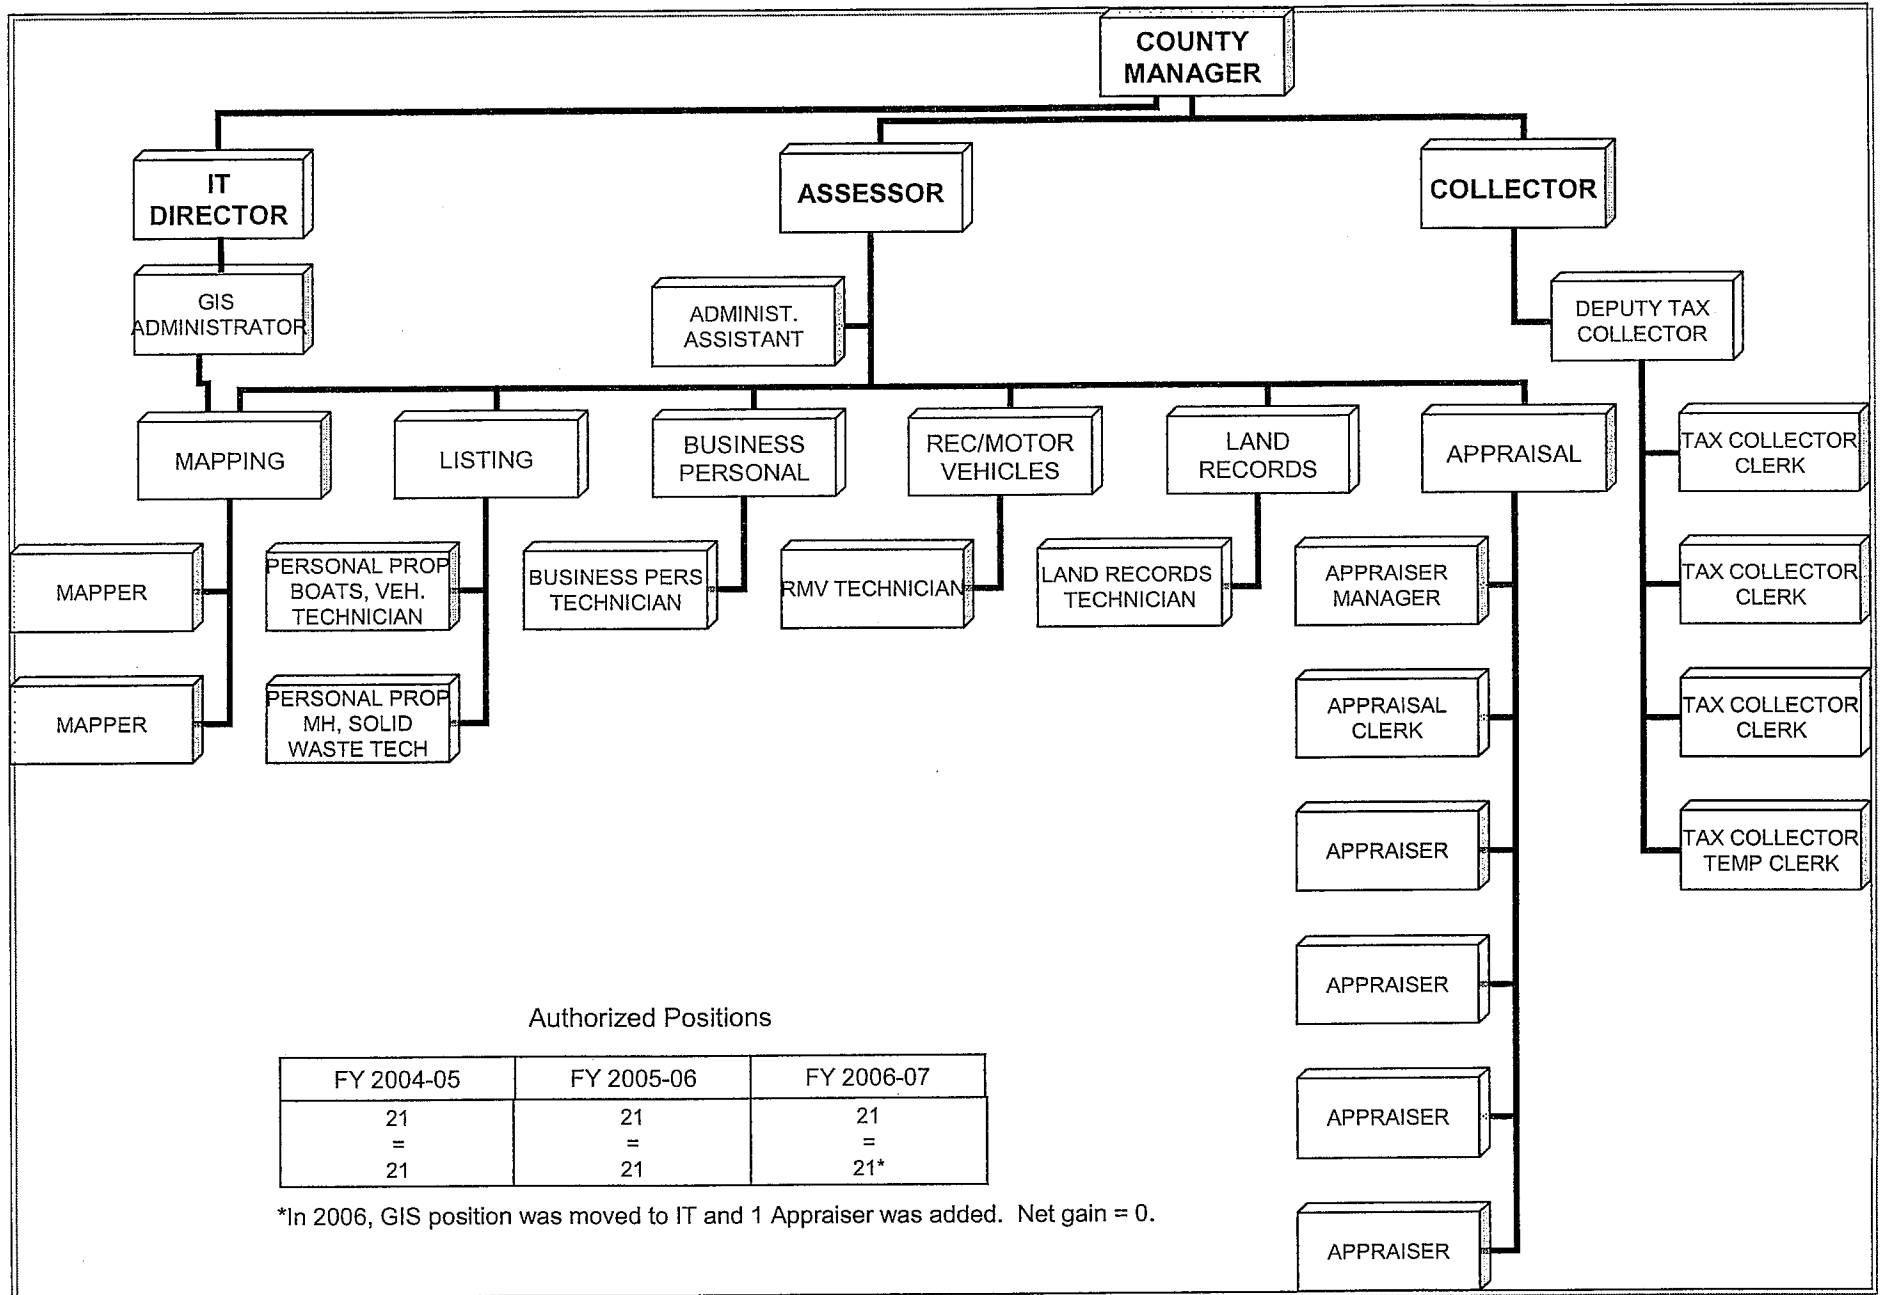 COUNTY
MANAGER
IT
DIRECTOR
ASSESSOR
COLLECTOR
GIS
ADMINISTRATOR
ADMINIST.
ASSISTANT
DEPUTY TAX
COLLECTOR
MAPPING
LISTING
BUSINESS
PERSONAL
REC/MOTOR
VEHICLES
LAND
RECORDS
APPRAISAL
TAX COLLECTOR
CLERK
MAPPER
PERSONAL PROP
BOATS, VEH.
TECHNICIAN
BUSINESS PERS
TECHNICIAN
RMV TECHNICIAN
LAND RECORDS
TECHNICIAN
APPRAISER
MANAGER
TAX COLLECTOR
CLERK
MAPPER
PERSONAL PROP
MH, SOLID
WASTE TECH
APPRAISAL
CLERK
TAX COLLECTOR
CLERK
APPRAISER
TAX COLLECTOR
TEMP CLERK
APPRAISER
APPRAISER
APPRAISER
Authorized Positions
FY 2004-05 FY 2005-06 FY 2006-07
21 21 21
= = =
21 21 21*
*In 2006, GIS position was moved to IT and 1 Appraiser was added. Net gain = 0.